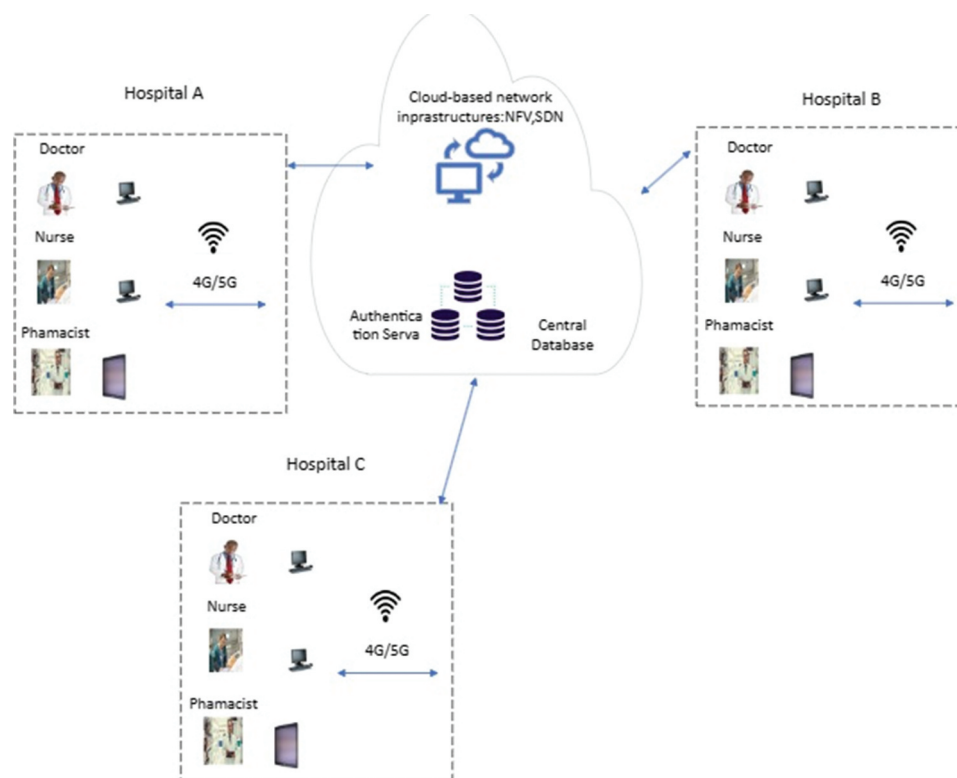 Hospital A
Doctor
Nurse
4G/5G
Phamacist
Cloud-based network
inprastructures:NFV,SDN
Authentica
tion Serva
Central
Database
Hospital B
Doctor
Nurse
4G/5G
Phamacist
Hospital C
Doctor
Nurse
4G/5G
Phamacist